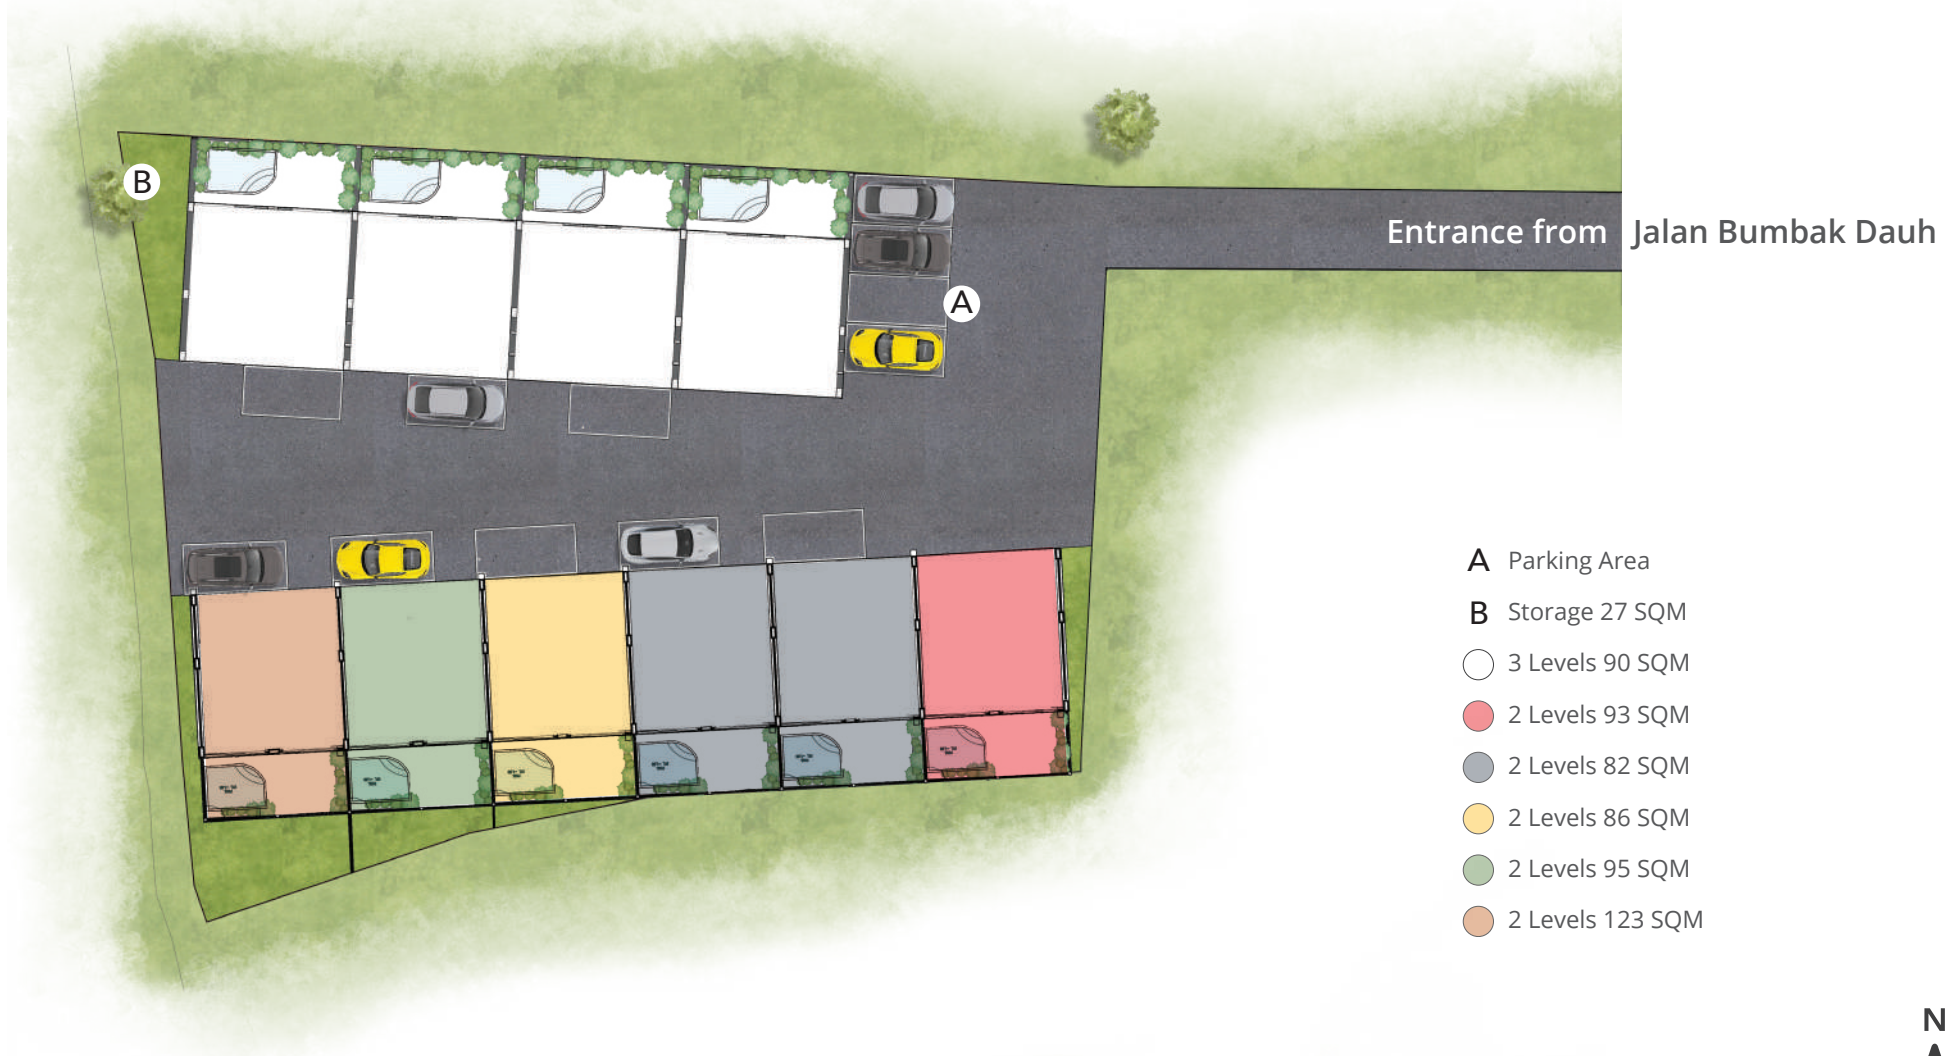 B
Entrance from Jalan Bumbak Dauh
A
A Parking Area
B Storage 27 SQM
3 Levels 90 SQM
2 Levels 93 SQM
2 Levels 82 SQM
2 Levels 86 SQM
2 Levels 95 SQM
2 Levels 123 SQM
N